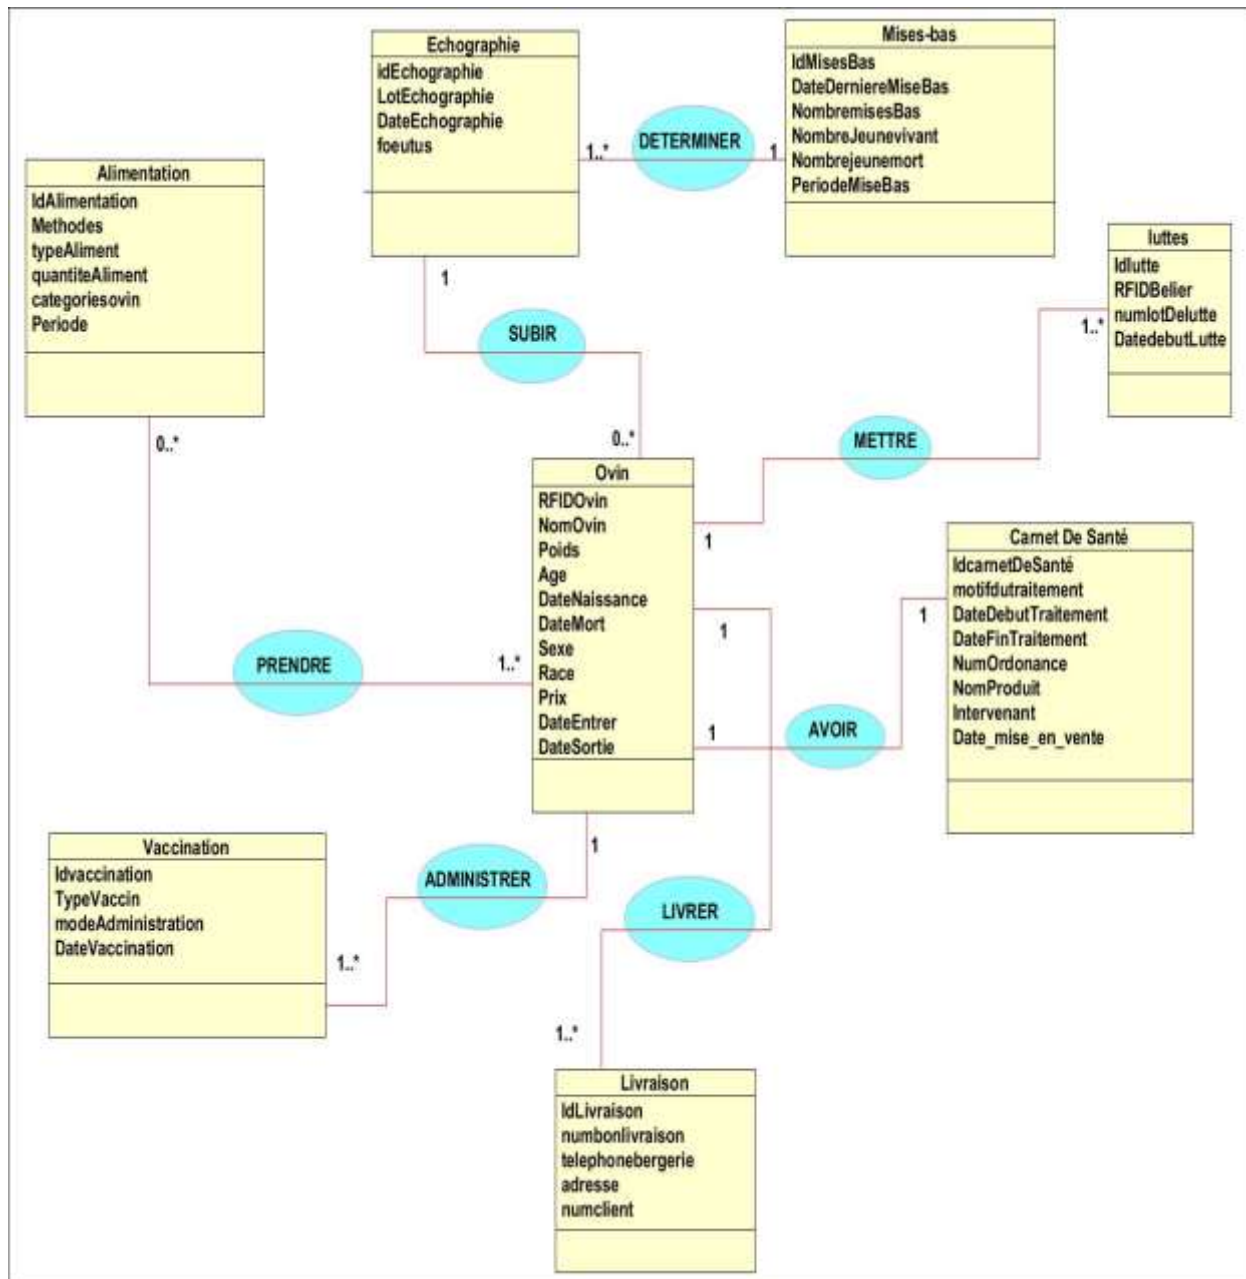 Echographie
idEchographie
LotEchographie
DateEchographie
foeutus
Mises-bas
IdMisesBas
DateDerniereMiseBas
NombremisesBas
NombreJeunevivant
Nombrejeunemort
PeriodeMiseBas
DETERMINER
1..*
1
Alimentation
IdAlimentation
Methodes
typeAliment
quantiteAliment
categoriesovin
Periode
luttes
Idlutte
RFIDBelier
numlotDelutte
DatedebutLutte
1
SUBIR
1..*
0..*
0..*
METTRE
Ovin
RFIDOvin
NomOvin
Poids
Age
DateNaissance
DateMort
Sexe
Race
Prix
DateEntrer
DateSortie
1
Carnet De Santé
IdcarnetDeSanté
motifdutraitement
DateDebutTraitement
DateFinTraitement
NumOrdonance
NomProduit
Intervenant
Date_mise_en_vente
1
1
PRENDRE
1..*
1
AVOIR
Vaccination
Idvaccination
TypeVaccin
modeAdministration
DateVaccination
1
ADMINISTRER
LIVRER
1..*
1..*
Livraison
IdLivraison
numbonlivraison
telephonebergerie
adresse
numclient